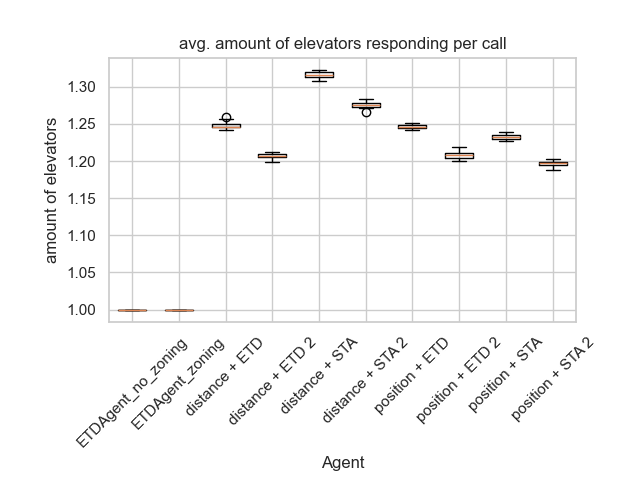 avg. amount of elevators responding per call
amount of elevators
1.30
1.25
1.20
1.15
1.10
1.05
1.00
ETDAgent_no_zoning
ETDAgent_zoning
distance + ETD
distance + ETD 2
distance + STA
distance + STA 2
position + ETD
position + ETD 2
position + STA
position + STA 2
Agent